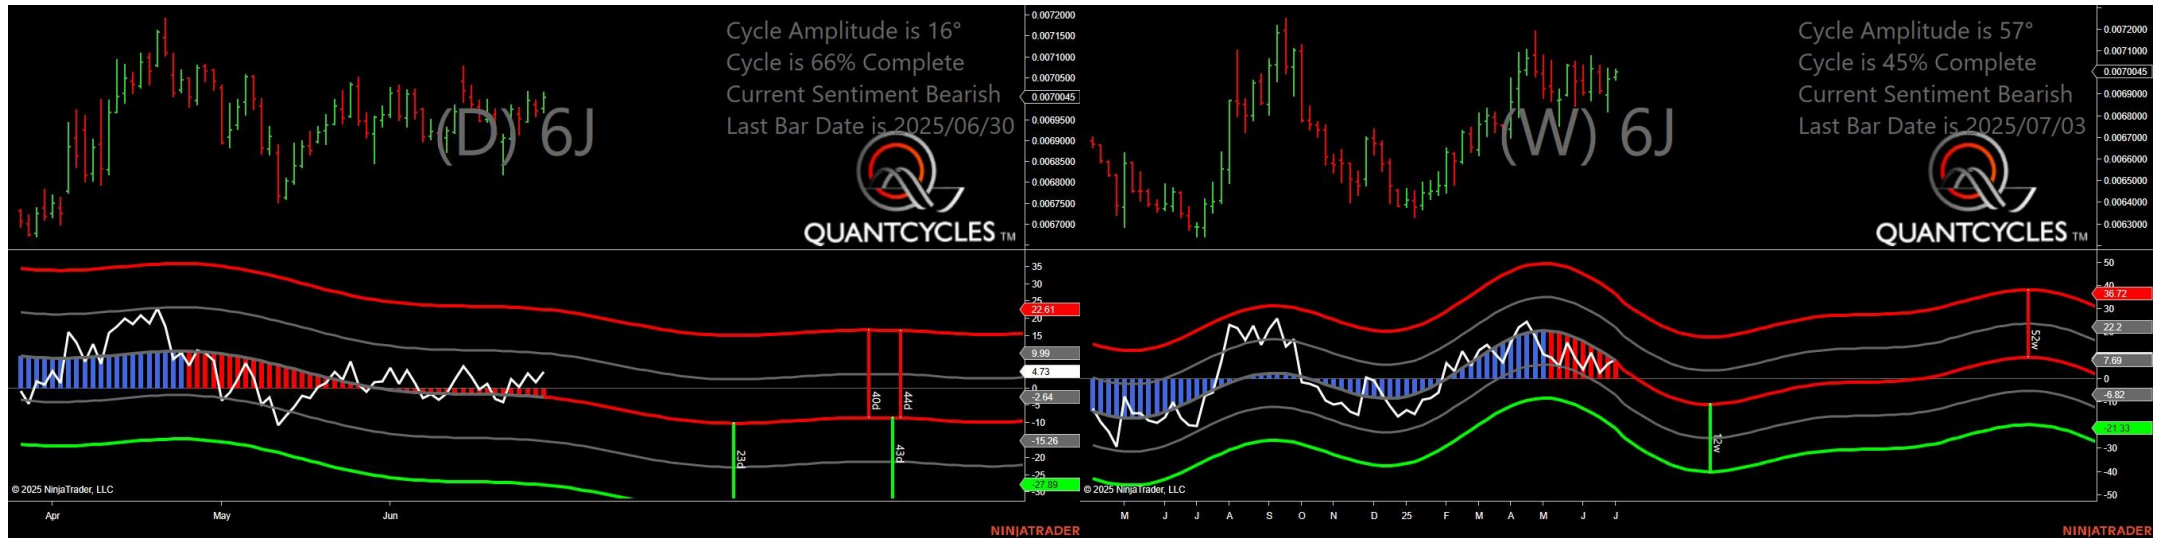 Cycle Amplitude is 16°
Cycle is 66% Complete
Current Sentiment Bearish
Last Bar Date is 2025/06/30
(D) 6J
QUANTCYCLES TM
0.0072000
0.0071500
0.0071000
0.0070500
0.0070045
0.0069500
0.0069000
0.0068500
0.0068000
0.0067500
0.0067000
35
30
25
22.61
20
15
9.99
4.73
0
-2.64
-5
-10
-15.26
-20
-25
-27.89
-30
40d
44d
23d
43d
© 2025 NinjaTrader, LLC
Apr
May
Jun
NINJATRADER
Cycle Amplitude is 57°
Cycle is 45% Complete
Current Sentiment Bearish
Last Bar Date is 2025/07/03
(W) 6J
QUANTCYCLES TM
0.0072000
0.0071000
0.0070045
0.0069000
0.0068000
0.0067000
0.0066000
0.0065000
0.0064000
0.0063000
50
40
36.72
30
22.2
7.69
0
-6.82
-10
-21.33
-30
-40
-50
52w
12w
© 2025 NinjaTrader, LLC
M J J A S O N D 25 F M A M J J
NINJATRADER